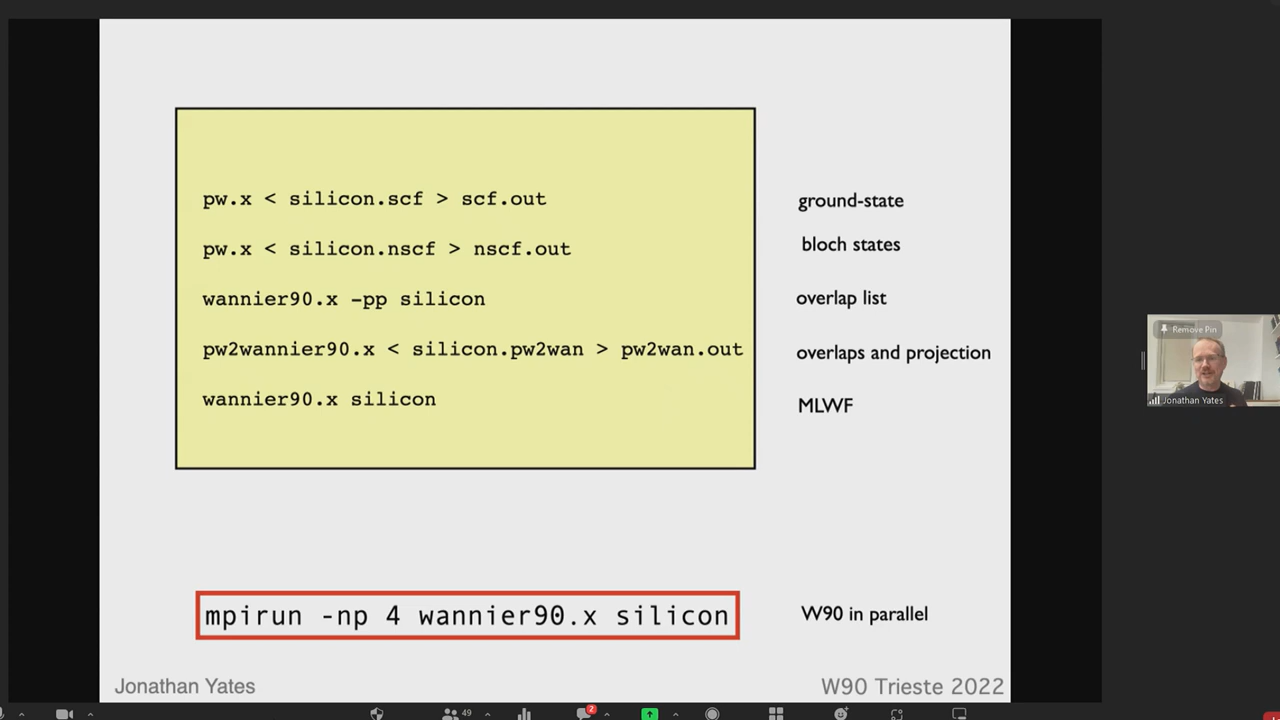 pw.x < silicon.scf > scf.out
ground-state
pw.x < silicon.nscf > nscf.out
bloch states
wannier90.x -pp silicon
overlap list
pw2wannier90.x < silicon.pw2wan > pw2wan.out
overlaps and projection
wannier90.x silicon
MLWF
mpirun -np 4 wannier90.x silicon
W90 in parallel
Jonathan Yates
W90 Trieste 2022
Remove Pin
Jonathan Yates
49
2